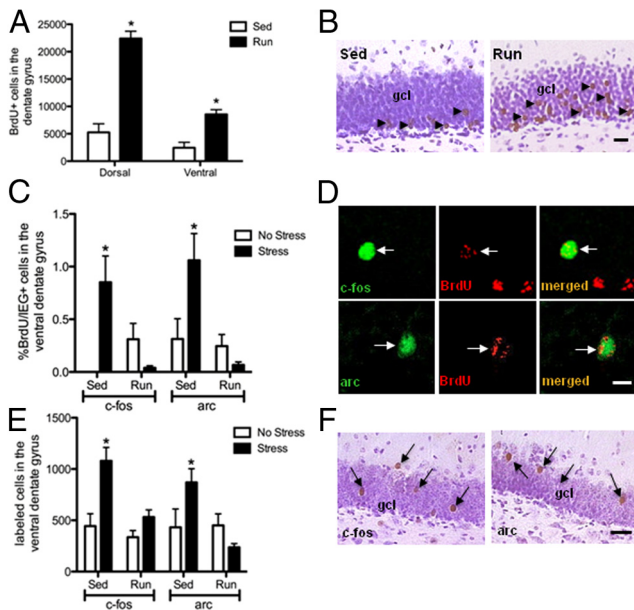 A
BrdU+ cells in the
dentate gyrus
25000
20000
15000
10000
5000
0
*
*
Sed
Run
Dorsal
Ventral
B
Sed
Run
gcl
C
%BrdU/IEG+ cells in the
ventral dentate gyrus
1.5
1.0
0.5
0.0
*
*
No Stress
Stress
Sed
Run
Sed
Run
c-fos
arc
D
c-fos
BrdU
merged
arc
BrdU
merged
E
labeled cells in the
ventral dentate gyrus
1500
1000
500
0
*
*
No Stress
Stress
Sed
Run
Sed
Run
c-fos
arc
F
gcl
c-fos
gcl
arc